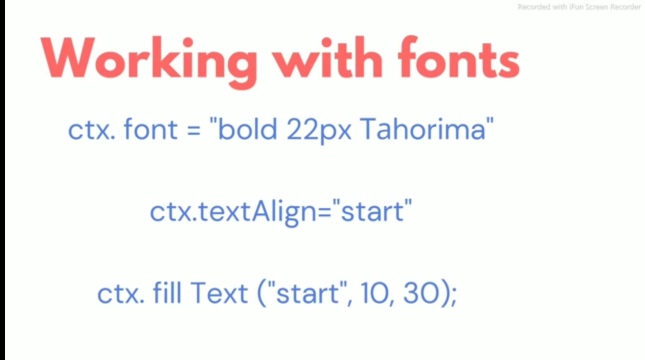 Recorded with iFun Screen Recorder
Working with fonts
ctx. font = "bold 22px Tahorima"
ctx.textAlign="start"
ctx. fill Text ("start", 10, 30);